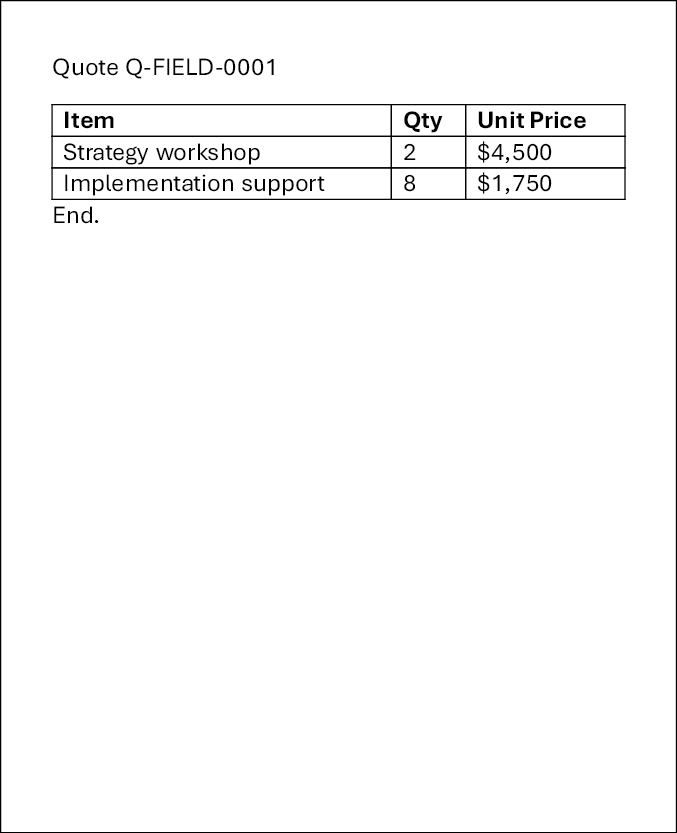 Quote Q-FIELD-0001
Item Qty Unit Price
Strategy workshop 2 $4,500
Implementation support 8 $1,750
End.